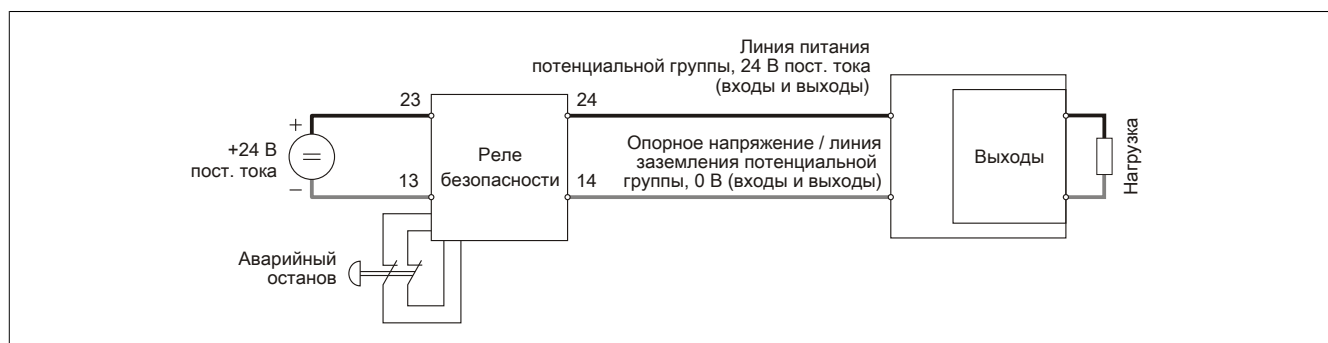 Линия питания
потенциальной группы, 24 В пост. тока
(входы и выходы)
23
24
+
+24 В
пост. тока
−
Реле
безопасности
Опорное напряжение / линия
заземления потенциальной
группы, 0 В (входы и выходы)
Выходы
Нагрузка
13
14
Аварийный
останов